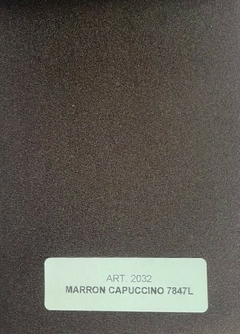 ART. 2032
MARRON CAPUCCINO 7847L